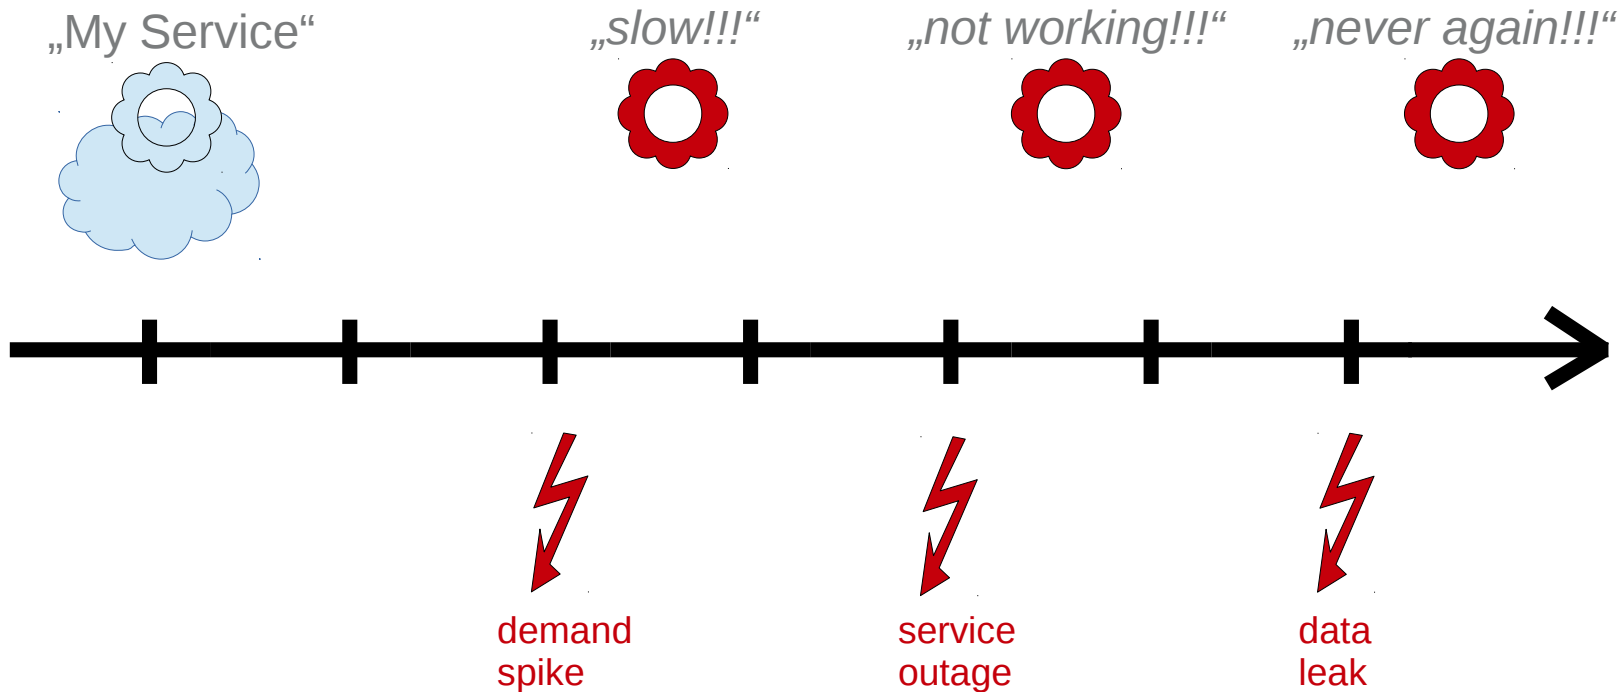 „My Service“
„slow!!!“
„not working!!!“
„never again!!!“
demand
spike
service
outage
data
leak